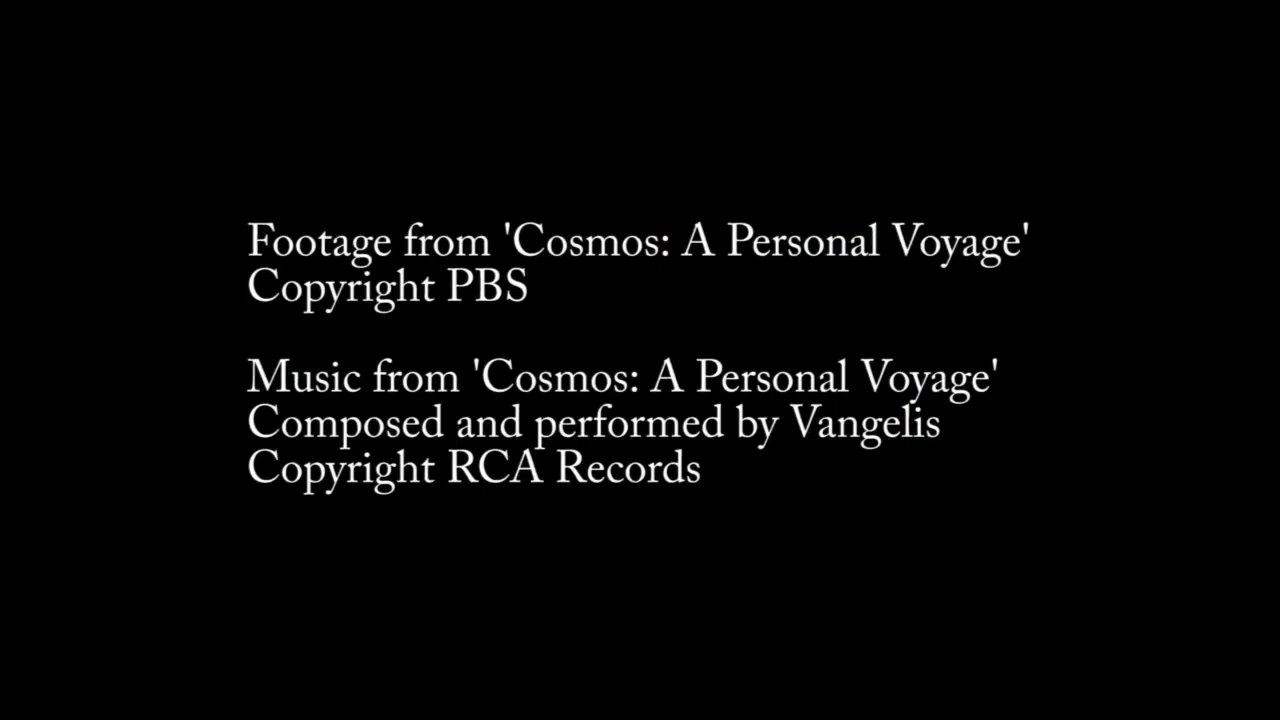 Footage from 'Cosmos: A Personal Voyage'
Copyright PBS
Music from 'Cosmos: A Personal Voyage'
Composed and performed by Vangelis
Copyright RCA Records